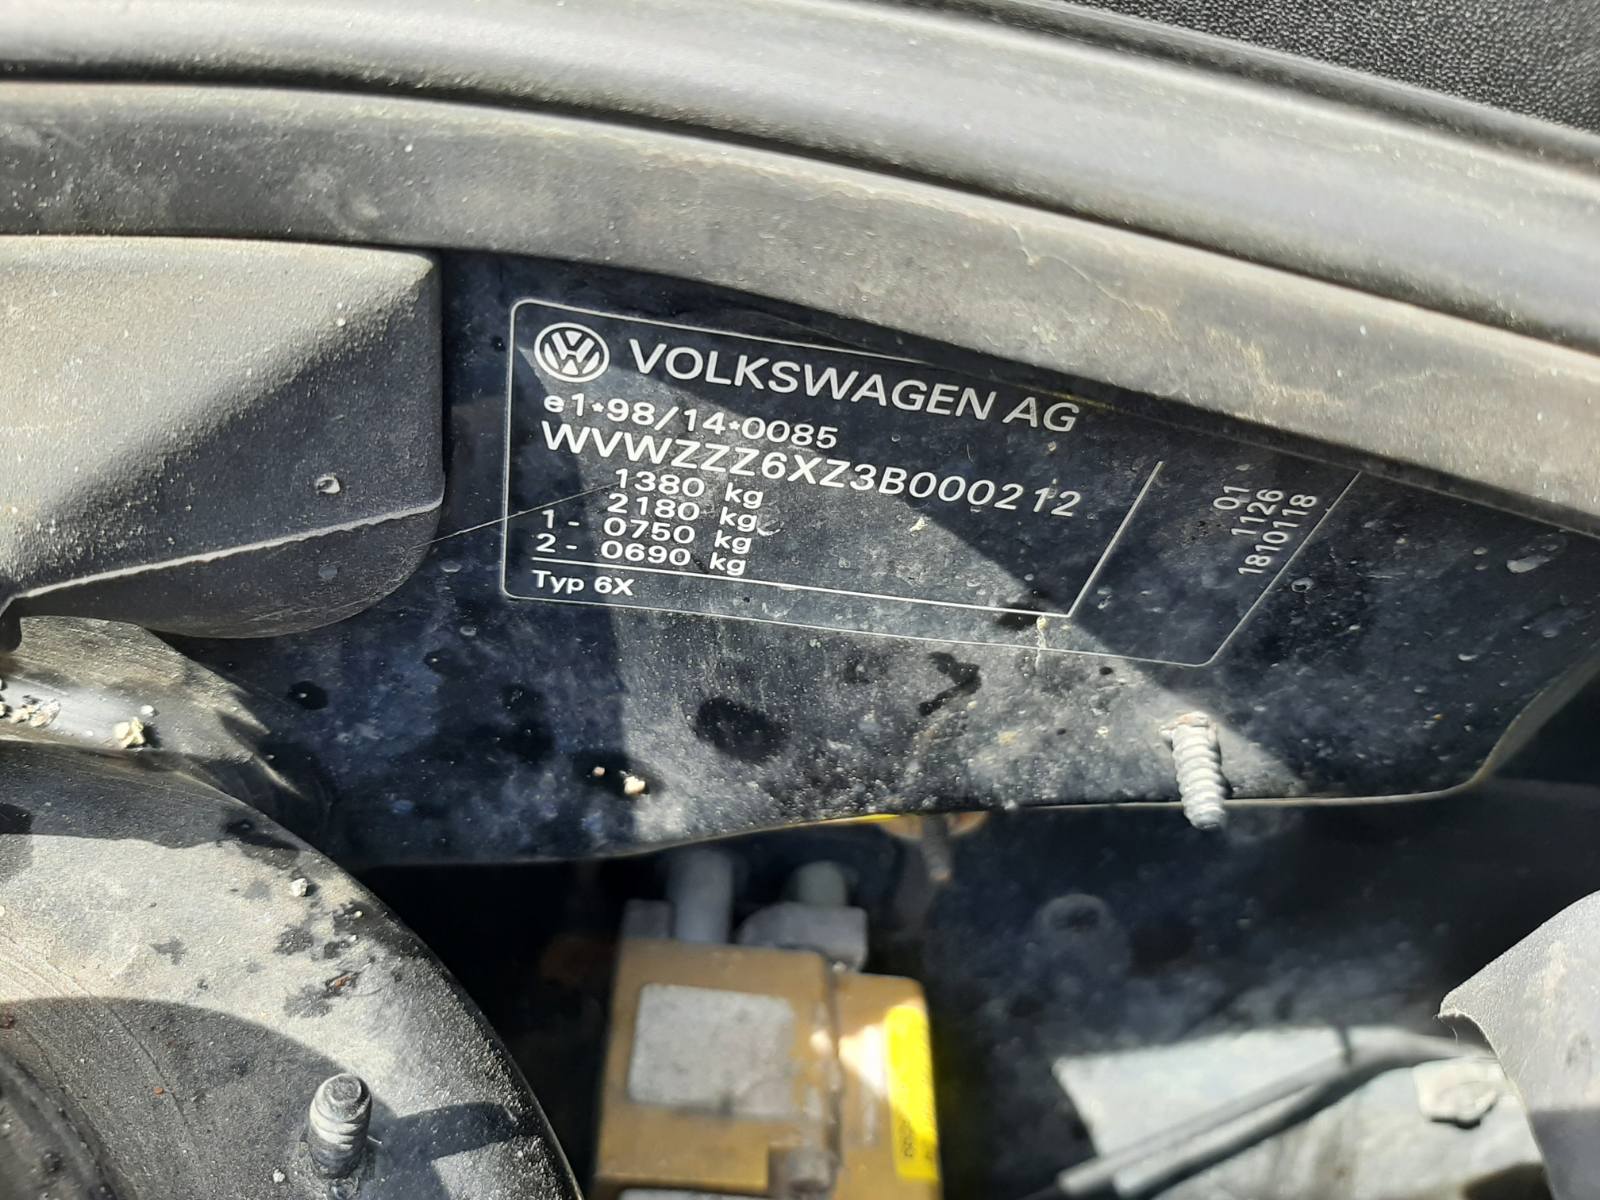 VOLKSWAGEN AG
e1*98/14*0085
WVWZZZ6XZ3B000212
1380 kg
2180 kg
1 - 0750 kg
2 - 0690 kg
Typ 6X
01
1126
1810118